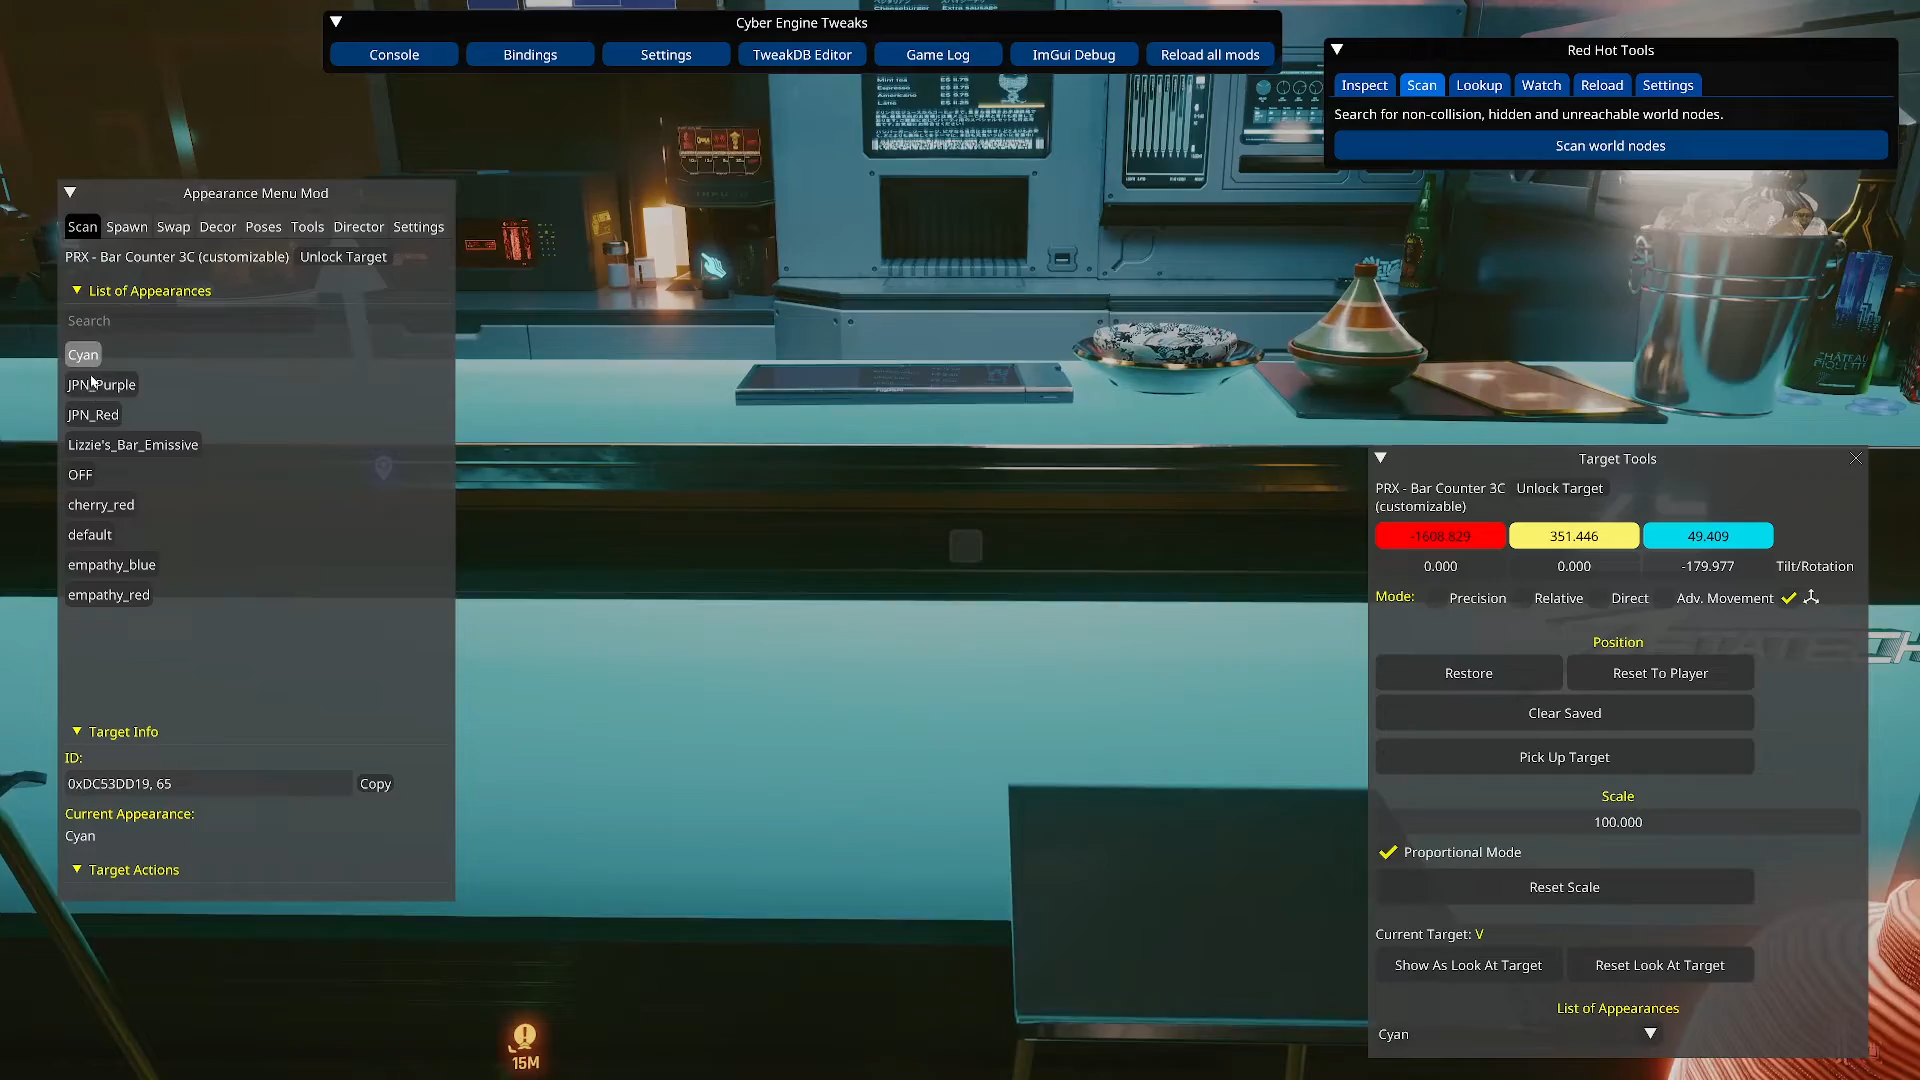 Cyber Engine Tweaks
Console Bindings Settings TweakDB Editor Game Log ImGui Debug Reload all mods
Red Hot Tools
Inspect Scan Lookup Watch Reload Settings
Search for non-collision, hidden and unreachable world nodes.
Scan world nodes
Mint tea
Espresso
Americano
Latte
Appearance Menu Mod
Scan Spawn Swap Decor Poses Tools Director Settings
PRX - Bar Counter 3C (customizable) Unlock Target
List of Appearances
Search
Cyan
JPN_Purple
JPN_Red
Lizzie's_Bar_Emissive
OFF
cherry_red
default
empathy_blue
empathy_red
Target Info
ID:
0xDC53DD19, 65 Copy
Current Appearance:
Cyan
Target Actions
CHÂTEAU
PIQUETTE
Target Tools
PRX - Bar Counter 3C Unlock Target
(customizable)
-1608.829 351.446 49.409
0.000 0.000 -179.977 Tilt/Rotation
Mode: Precision Relative Direct Adv. Movement
Position
Restore Reset To Player
Clear Saved
Pick Up Target
Scale
100.000
Proportional Mode
Reset Scale
Current Target: V
Show As Look At Target Reset Look At Target
List of Appearances
Cyan
15M